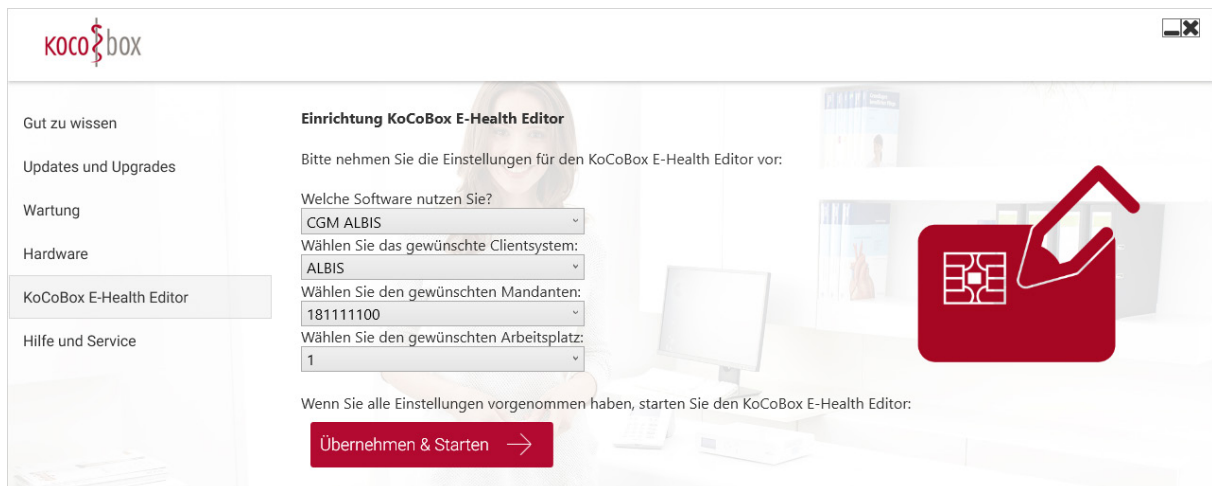 KOCO box
Gut zu wissen
Updates und Upgrades
Wartung
Hardware
KoCoBox E-Health Editor
Hilfe und Service
Einrichtung KoCoBox E-Health Editor
Bitte nehmen Sie die Einstellungen für den KoCoBox E-Health Editor vor:
Welche Software nutzen Sie?
CGM ALBIS
Wählen Sie das gewünschte Clientsystem:
ALBIS
Wählen Sie den gewünschten Mandanten:
181111100
Wählen Sie den gewünschten Arbeitsplatz:
1
Wenn Sie alle Einstellungen vorgenommen haben, starten Sie den KoCoBox E-Health Editor:
Übernehmen & Starten